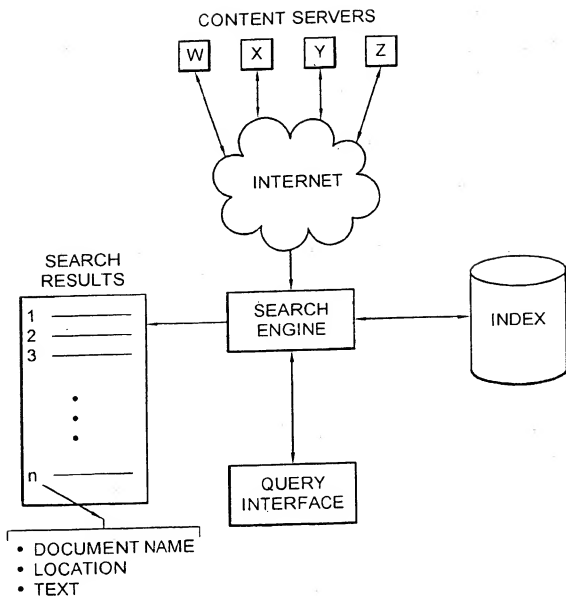 CONTENT SERVERS
W X Y Z
INTERNET
SEARCH
RESULTS
1
2
3
n
SEARCH
ENGINE
INDEX
QUERY
INTERFACE
• DOCUMENT NAME
• LOCATION
• TEXT